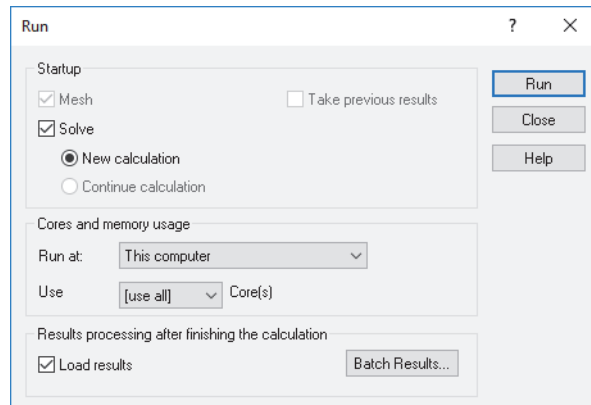 Run
?
Startup
Run
Mesh
Take previous results
Close
Solve
New calculation
Help
Continue calculation
Cores and memory usage
Run at: This computer
Use [use all] Core(s)
Results processing after finishing the calculation
Load results
Batch Results...